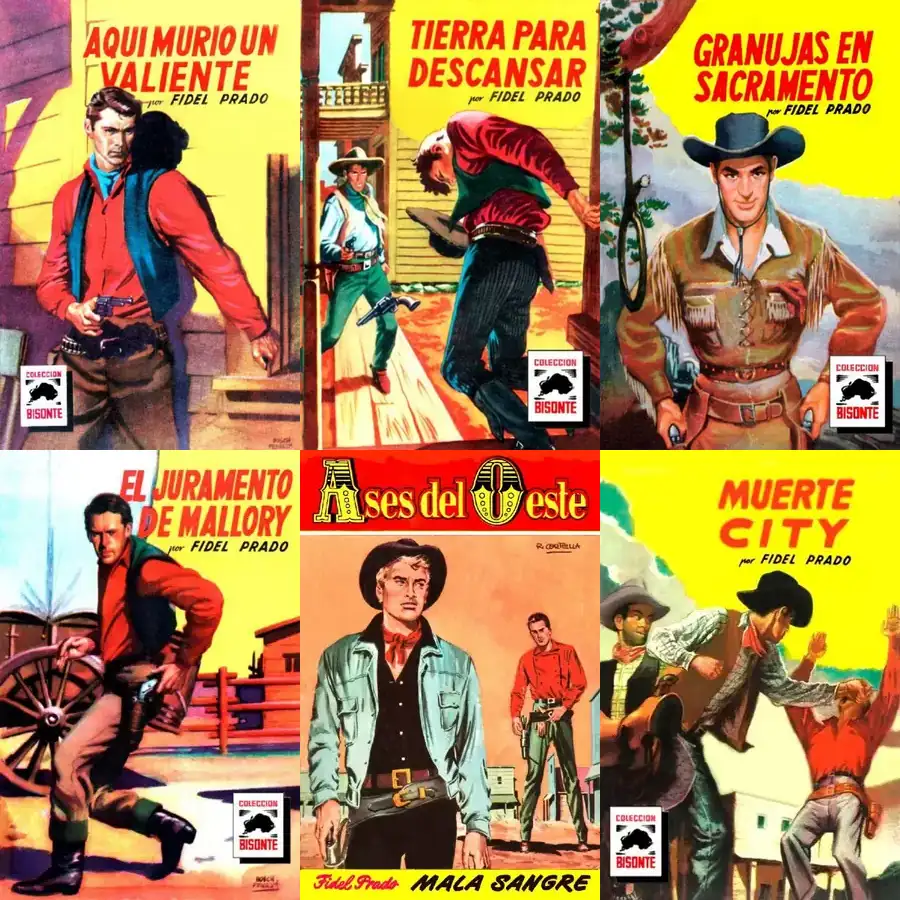 AQUI MURIO UN
VALIENTE
por FIDEL PRADO
COLECCION
BISONTE
TIERRA PARA
DESCANSAR
por FIDEL PRADO
COLECCION
BISONTE
GRANUJAS EN
SACRAMENTO
por FIDEL PRADO
COLECCION
BISONTE
EL JURAMENTO
DE MALLORY
por FIDEL PRADO
COLECCION
BISONTE
Ases del Oeste
R. CORTIELLA
Fidel Prado MALA SANGRE
MUERTE
CITY
por FIDEL PRADO
COLECCION
BISONTE